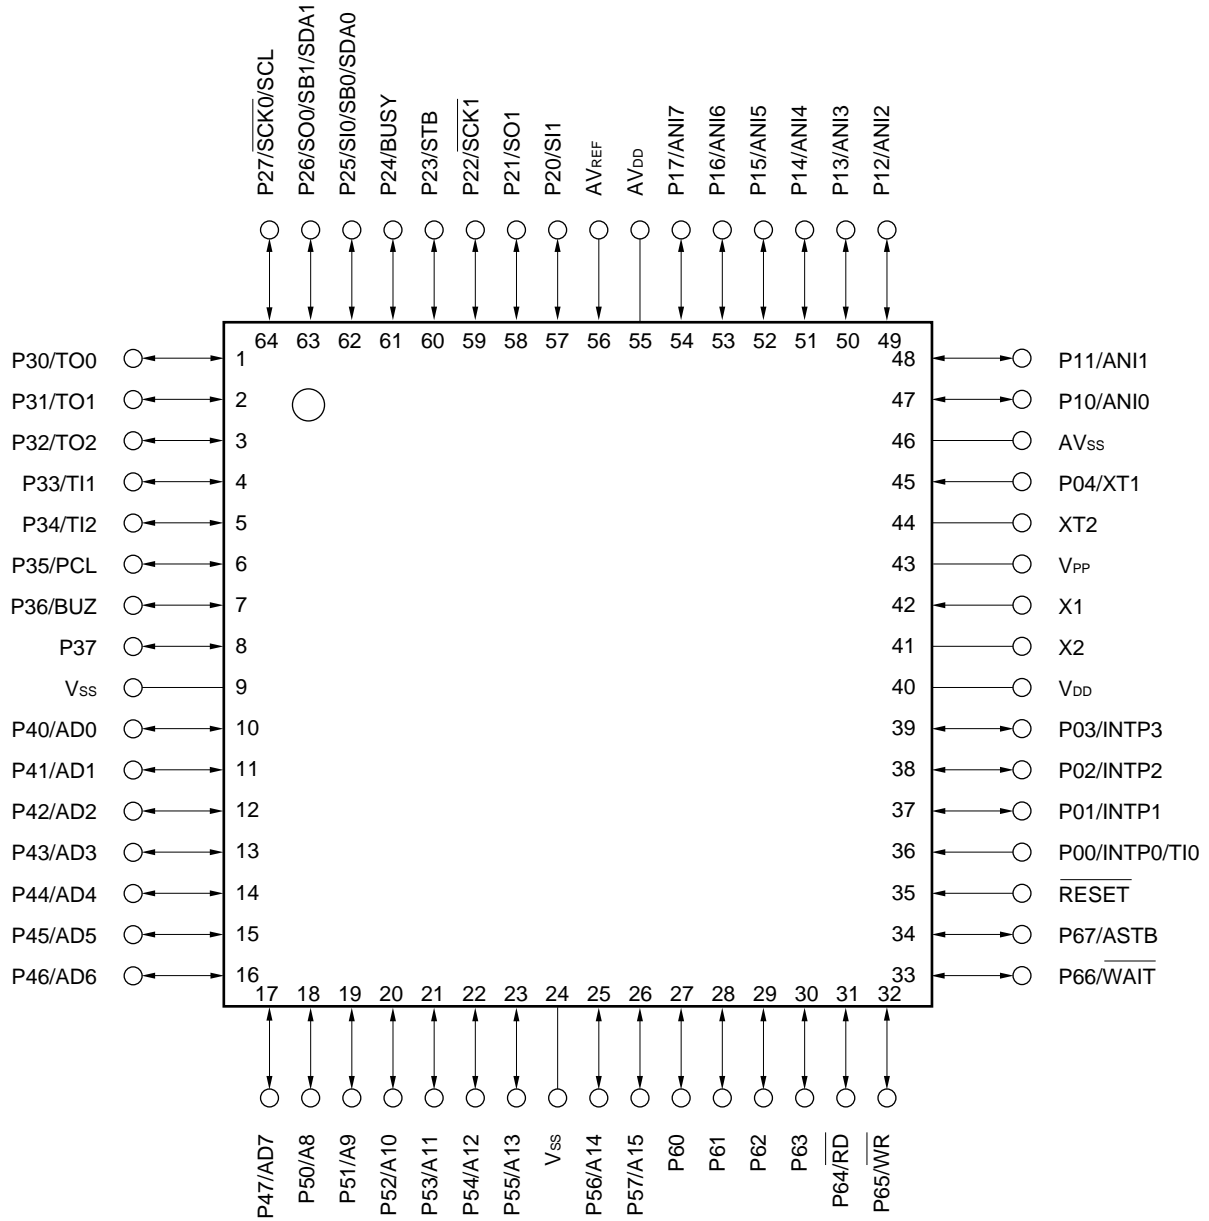 P27/SCK0/SCL
P26/SO0/SB1/SDA1
P25/SI0/SB0/SDA0
P24/BUSY
P23/STB
P22/SCK1
P21/SO1
P20/SI1
AVREF
AVDD
P17/ANI7
P16/ANI6
P15/ANI5
P14/ANI4
P13/ANI3
P12/ANI2
64 63 62 61 60 59 58 57 56 55 54 53 52 51 50 49
P30/TO0 1
P31/TO1 2
P32/TO2 3
P33/TI1 4
P34/TI2 5
P35/PCL 6
P36/BUZ 7
P37 8
VSS 9
P40/AD0 10
P41/AD1 11
P42/AD2 12
P43/AD3 13
P44/AD4 14
P45/AD5 15
P46/AD6 16
48 P11/ANI1
47 P10/ANI0
46 AVSS
45 P04/XT1
44 XT2
43 VPP
42 X1
41 X2
40 VDD
39 P03/INTP3
38 P02/INTP2
37 P01/INTP1
36 P00/INTP0/TI0
35 RESET
34 P67/ASTB
33 P66/WAIT
17 18 19 20 21 22 23 24 25 26 27 28 29 30 31 32
P47/AD7
P50/A8
P51/A9
P52/A10
P53/A11
P54/A12
P55/A13
VSS
P56/A14
P57/A15
P60
P61
P62
P63
P64/RD
P65/WR